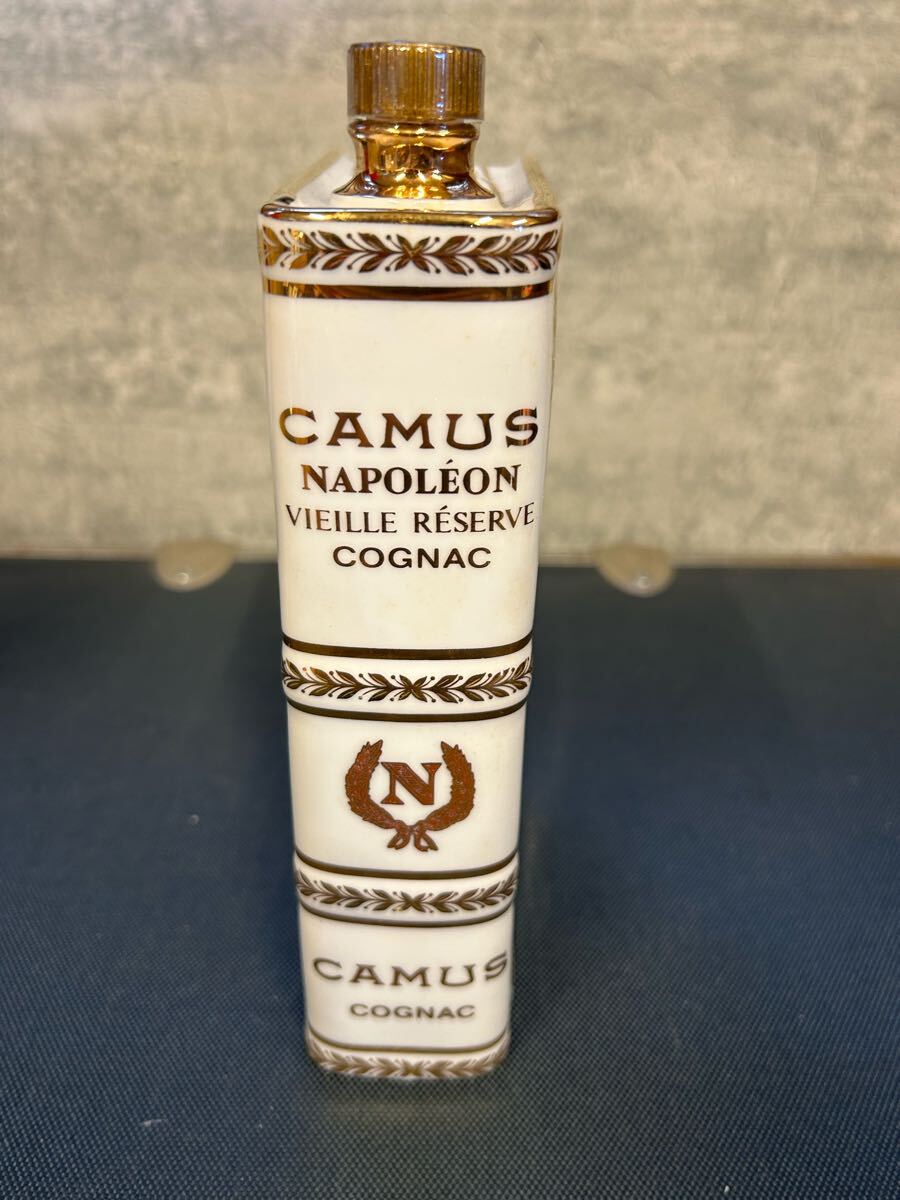 CAMUS
NAPOLÉON
VIEILLE RÉSERVE
COGNAC
N
CAMUS
COGNAC